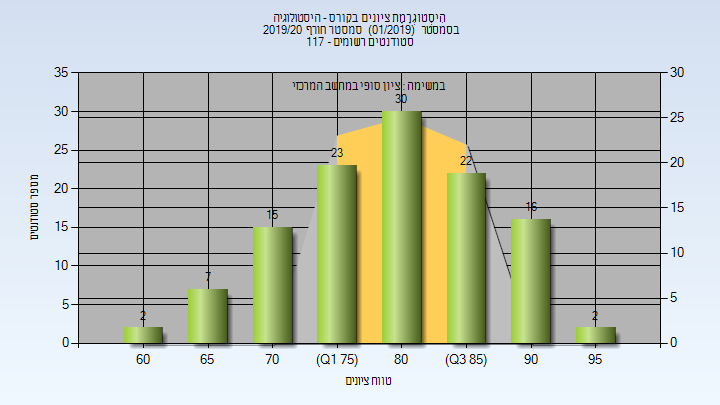 היסטוגרמת ציונים בקורס - היסטולוגיה
בסמסטר (01/2019) סמסטר חורף 2019/20
סטודנטים רשומים - 117
במשימה : ציון סופי במחשב המרכזי
35 30 25 20 15 10 5 0
מספר סטודנטים
30 25 20 15 10 5 0
2 7 15 23 30 22 16 2
60 65 70 (Q1 75) 80 (Q3 85) 90 95
טווח ציונים